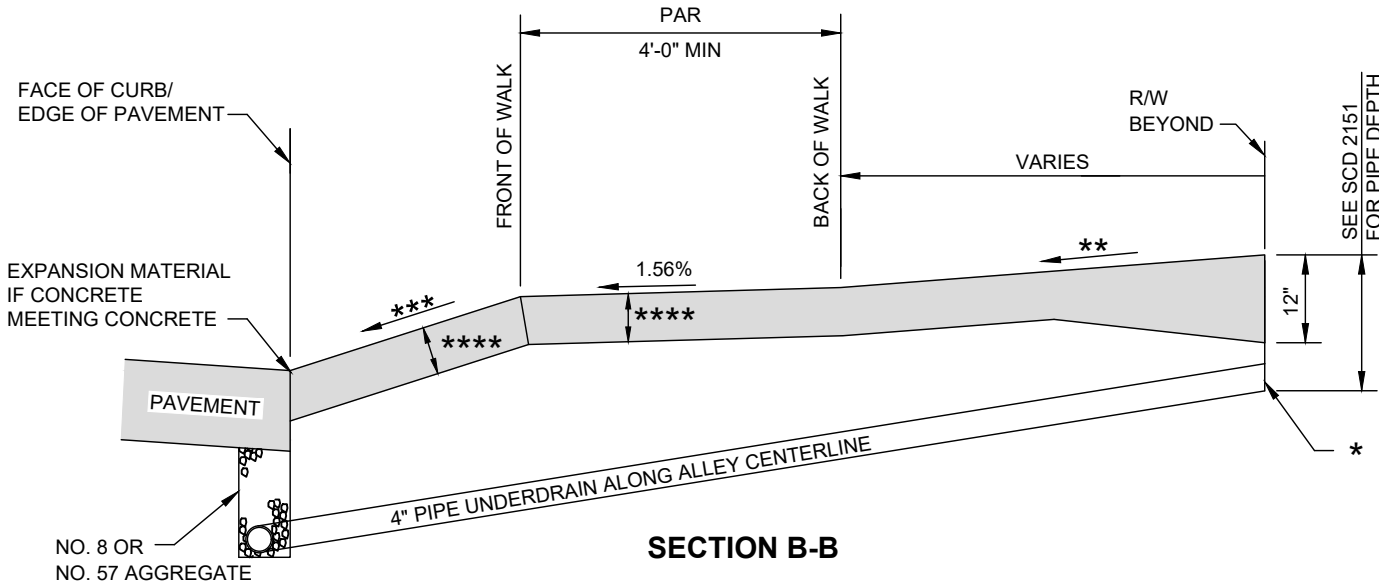 PAR
4'-0" MIN
FACE OF CURB/
EDGE OF PAVEMENT
FRONT OF WALK
BACK OF WALK
R/W
BEYOND
VARIES
SEE SCD 2151
FOR PIPE DEPTH
EXPANSION MATERIAL
IF CONCRETE
MEETING CONCRETE
***
****
1.56%
****
**
12"
PAVEMENT
4" PIPE UNDERDRAIN ALONG ALLEY CENTERLINE
*
NO. 8 OR
NO. 57 AGGREGATE
SECTION B-B